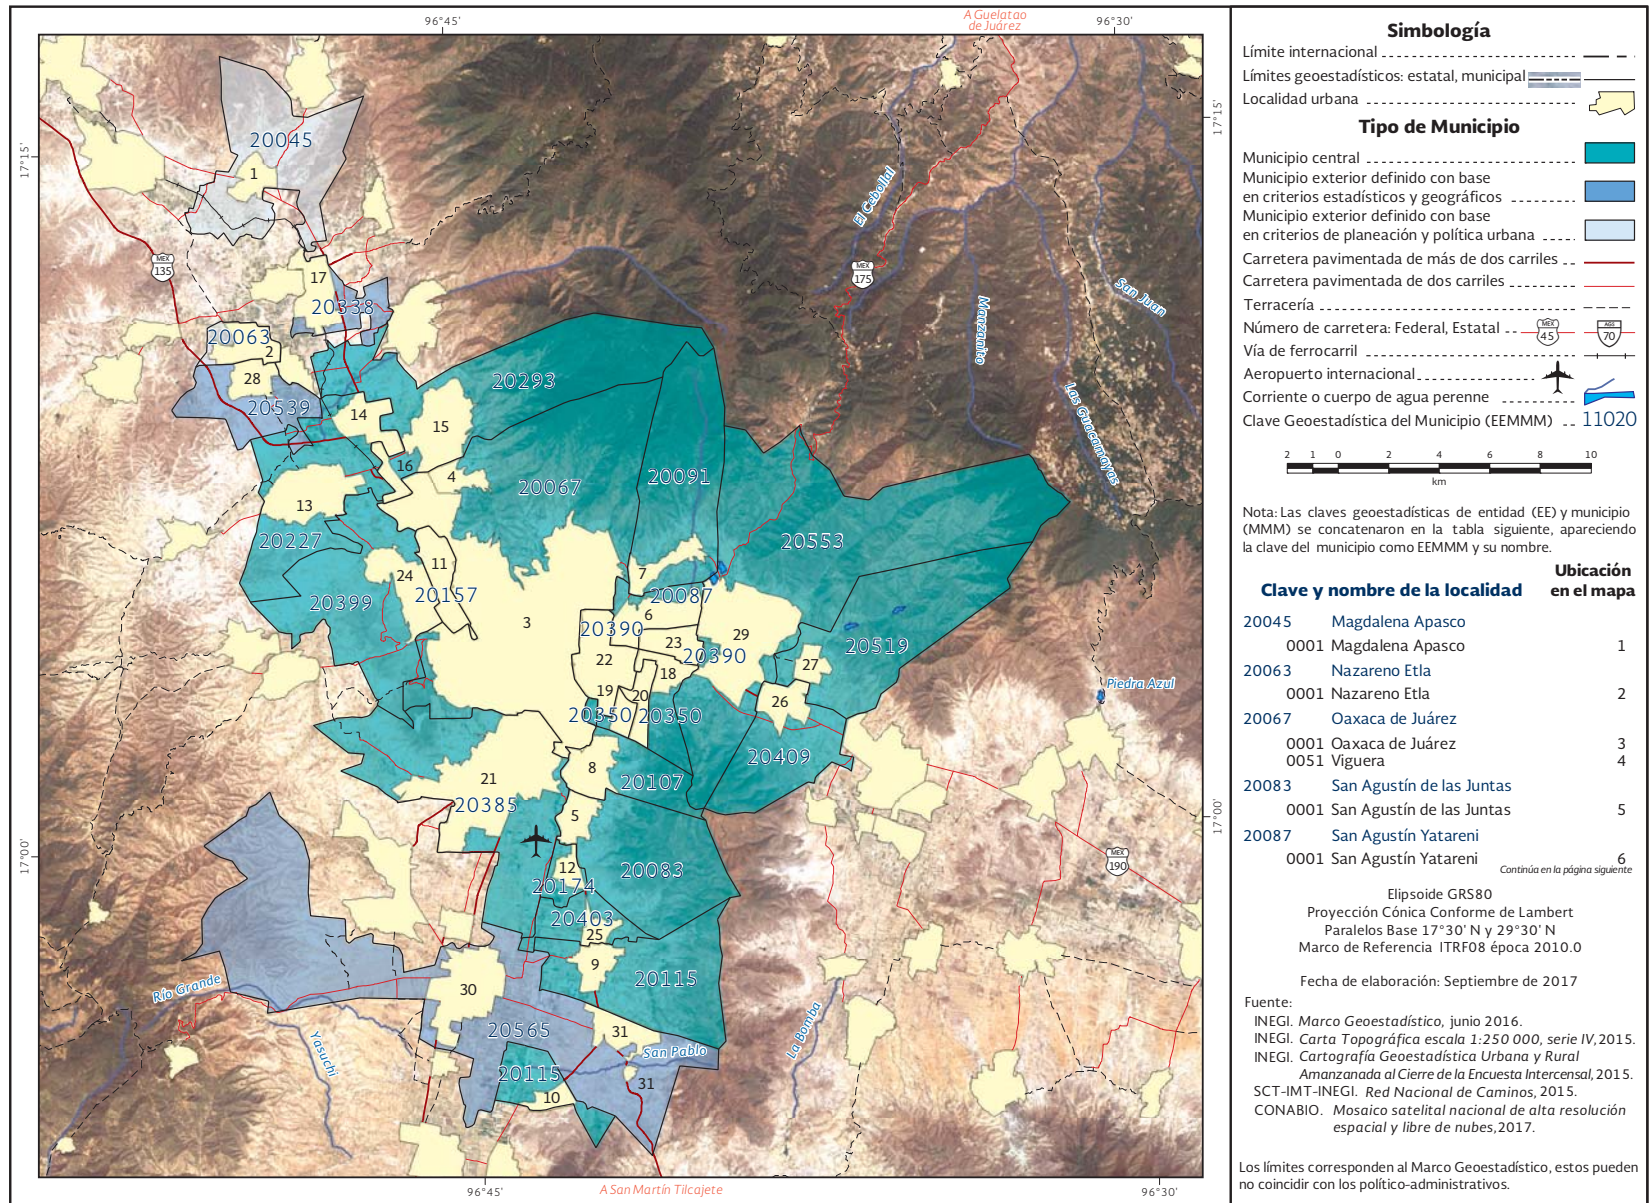 96°45'
A Guelatao
de Juárez
96°30'
17°15'
17°15'
20045
1
El Cebollal
MEX
135
17
MEX
175
San Juan
20338
Manzanito
20063
2
28
20293
20539
14
Las Guacamayas
15
16
4
20067
20091
13
20227
20553
11
7
24
20157
20087
20399
3
20390
6
29
23
20519
20390
22
27
18
19
20
26
Piedra Azul
20350
20350
20409
8
21
20107
20385
5
17°00'
17°00'
12
20083
MEX
190
20174
20403
25
9
20115
Río Grande
30
20565
31
La Bomba
Yasuchi
San Pablo
20115
31
10
96°45'
A San Martín Tilcajete
96°30'
Simbología
Límite internacional
Límites geoestadísticos: estatal, municipal
Localidad urbana
Tipo de Municipio
Municipio central
Municipio exterior definido con base
en criterios estadísticos y geográficos
Municipio exterior definido con base
en criterios de planeación y política urbana
Carretera pavimentada de más de dos carriles
Carretera pavimentada de dos carriles
Terracería
Número de carretera: Federal, Estatal MEX 45 AGS 70
Vía de ferrocarril
Aeropuerto internacional
Corriente o cuerpo de agua perenne
Clave Geoestadística del Municipio (EEMMM) 11020
2 1 0 2 4 6 8 10
km
Nota: Las claves geoestadísticas de entidad (EE) y municipio
(MMM) se concatenaron en la tabla siguiente, apareciendo
la clave del municipio como EEMMM y su nombre.
Clave y nombre de la localidad Ubicación
en el mapa
20045 Magdalena Apasco
0001 Magdalena Apasco 1
20063 Nazareno Etla
0001 Nazareno Etla 2
20067 Oaxaca de Juárez
0001 Oaxaca de Juárez 3
0051 Viguera 4
20083 San Agustín de las Juntas
0001 San Agustín de las Juntas 5
20087 San Agustín Yatareni
0001 San Agustín Yatareni 6
Continúa en la página siguiente
Elipsoide GRS80
Proyección Cónica Conforme de Lambert
Paralelos Base 17°30' N y 29°30' N
Marco de Referencia ITRF08 época 2010.0
Fecha de elaboración: Septiembre de 2017
Fuente:
INEGI. Marco Geoestadístico, junio 2016.
INEGI. Carta Topográfica escala 1:250 000, serie IV, 2015.
INEGI. Cartografía Geoestadística Urbana y Rural
Amanzanada al Cierre de la Encuesta Intercensal, 2015.
SCT-IMT-INEGI. Red Nacional de Caminos, 2015.
CONABIO. Mosaico satelital nacional de alta resolución
espacial y libre de nubes, 2017.
Los límites corresponden al Marco Geoestadístico, estos pueden
no coincidir con los político-administrativos.